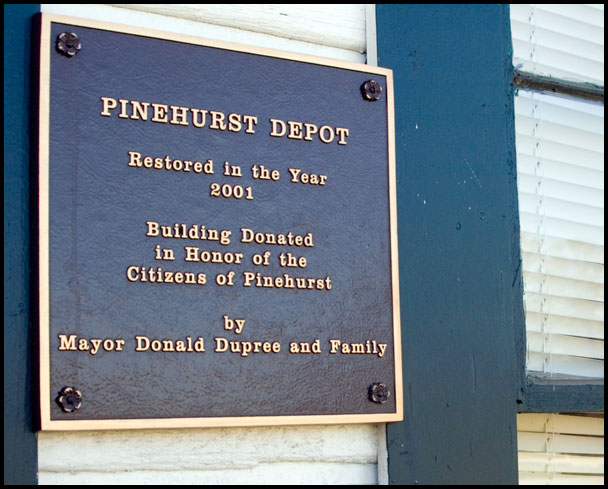 PINEHURST DEPOT
Restored in the Year
2001
Building Donated
in Honor of the
Citizens of Pinehurst
by
Mayor Donald Dupree and Family